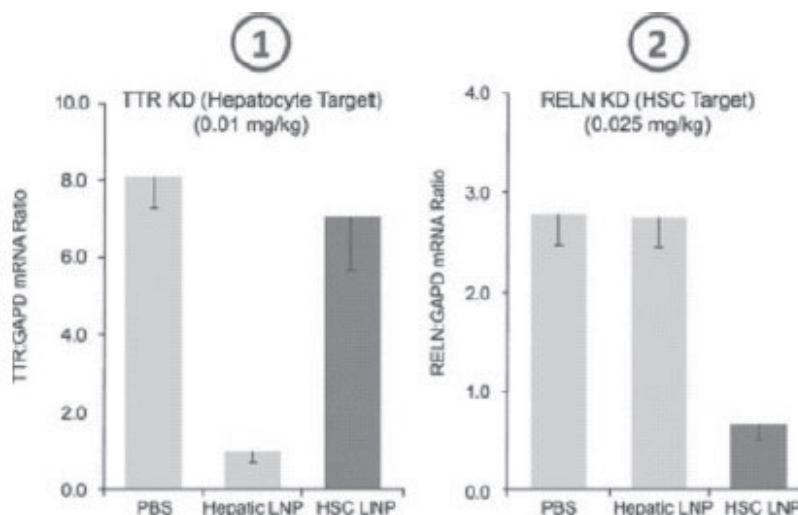 1
TTR KD (Hepatocyte Target)
(0.01 mg/kg)
TTR:GAPD mRNA Ratio
10.0
8.0
6.0
4.0
2.0
0.0
PBS
Hepatic LNP
HSC LNP
2
RELN KD (HSC Target)
(0.025 mg/kg)
RELN:GAPD mRNA Ratio
4.0
3.0
2.0
1.0
0.0
PBS
Hepatic LNP
HSC LNP